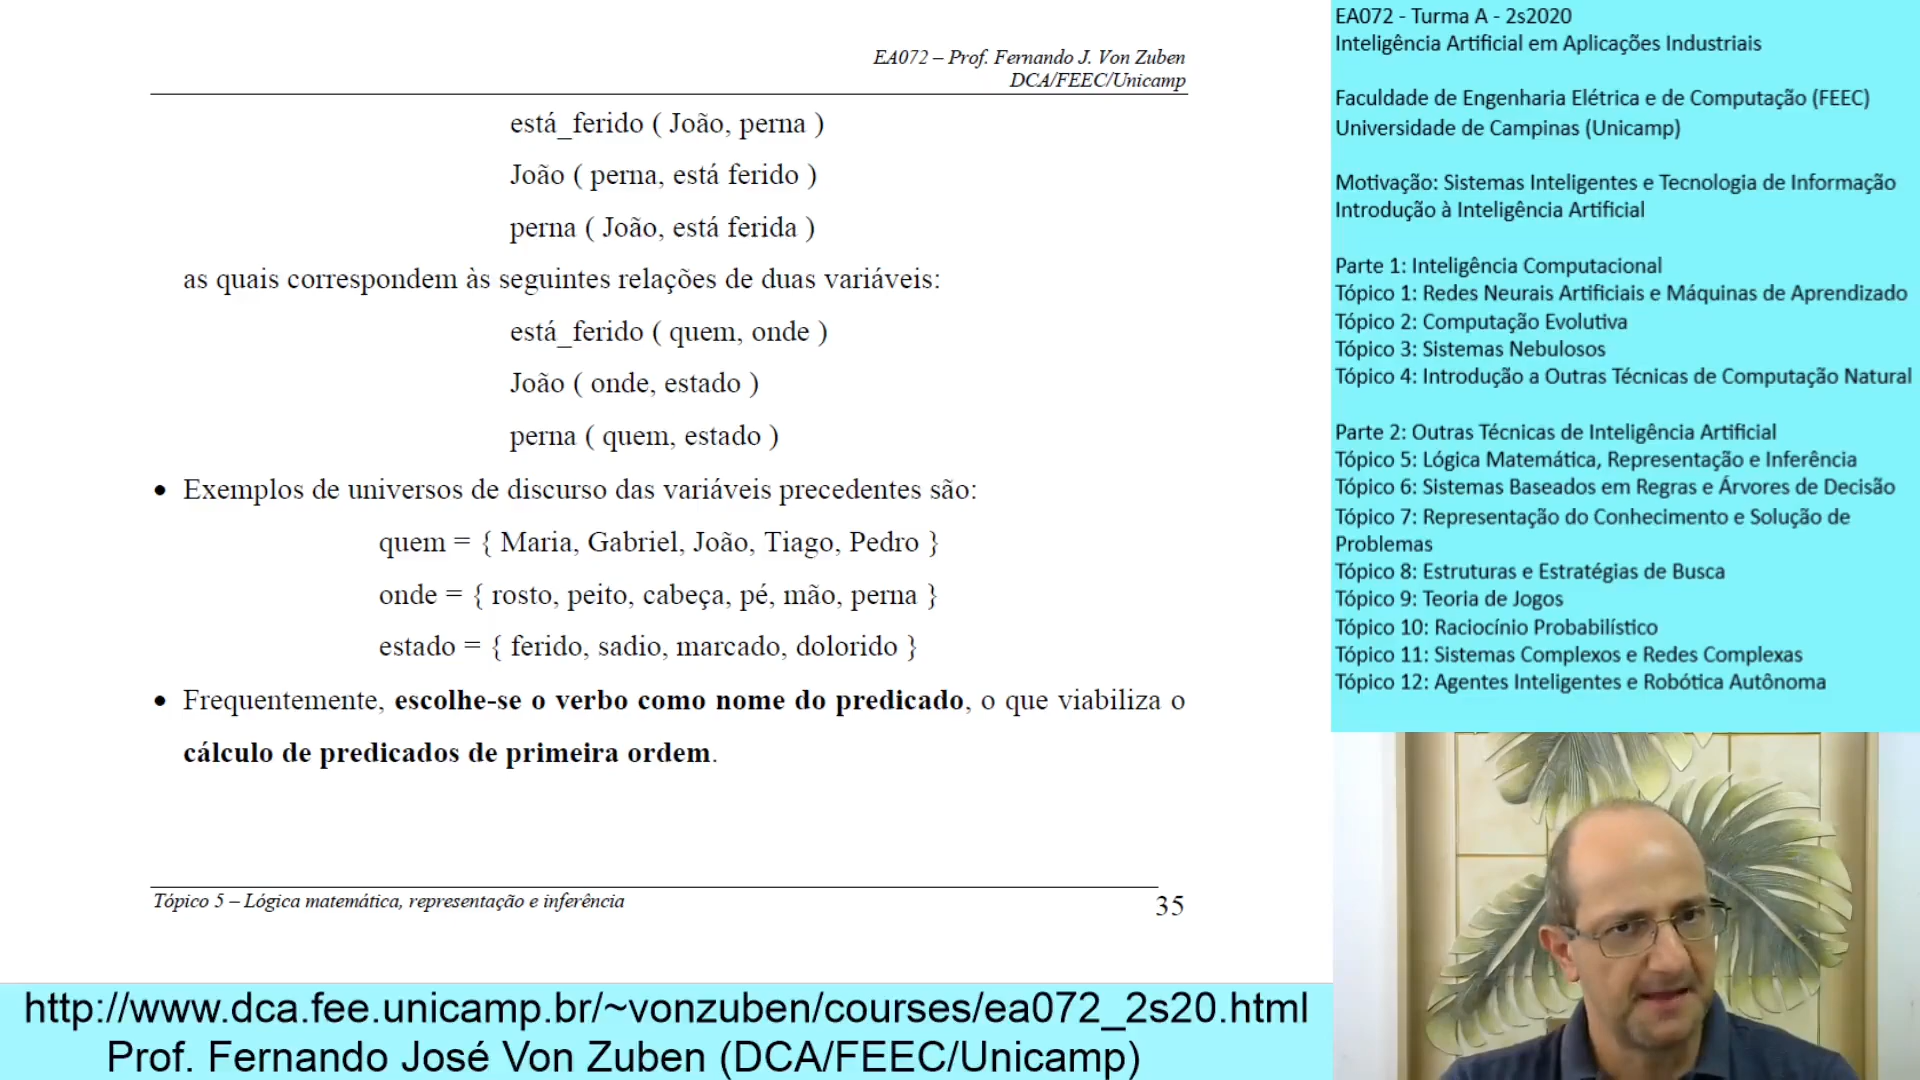 EA072 – Prof. Fernando J. Von Zuben
DCA/FEEC/Unicamp
está_ferido ( João, perna )
João ( perna, está ferido )
perna ( João, está ferida )
as quais correspondem às seguintes relações de duas variáveis:
está_ferido ( quem, onde )
João ( onde, estado )
perna ( quem, estado )
• Exemplos de universos de discurso das variáveis precedentes são:
quem = { Maria, Gabriel, João, Tiago, Pedro }
onde = { rosto, peito, cabeça, pé, mão, perna }
estado = { ferido, sadio, marcado, dolorido }
• Frequentemente, escolhe-se o verbo como nome do predicado, o que viabiliza o
cálculo de predicados de primeira ordem.
Tópico 5 – Lógica matemática, representação e inferência
35
http://www.dca.fee.unicamp.br/~vonzuben/courses/ea072_2s20.html
Prof. Fernando José Von Zuben (DCA/FEEC/Unicamp)
EA072 - Turma A - 2s2020
Inteligência Artificial em Aplicações Industriais
Faculdade de Engenharia Elétrica e de Computação (FEEC)
Universidade de Campinas (Unicamp)
Motivação: Sistemas Inteligentes e Tecnologia de Informação
Introdução à Inteligência Artificial
Parte 1: Inteligência Computacional
Tópico 1: Redes Neurais Artificiais e Máquinas de Aprendizado
Tópico 2: Computação Evolutiva
Tópico 3: Sistemas Nebulosos
Tópico 4: Introdução a Outras Técnicas de Computação Natural
Parte 2: Outras Técnicas de Inteligência Artificial
Tópico 5: Lógica Matemática, Representação e Inferência
Tópico 6: Sistemas Baseados em Regras e Árvores de Decisão
Tópico 7: Representação do Conhecimento e Solução de
Problemas
Tópico 8: Estruturas e Estratégias de Busca
Tópico 9: Teoria de Jogos
Tópico 10: Raciocínio Probabilístico
Tópico 11: Sistemas Complexos e Redes Complexas
Tópico 12: Agentes Inteligentes e Robótica Autônoma